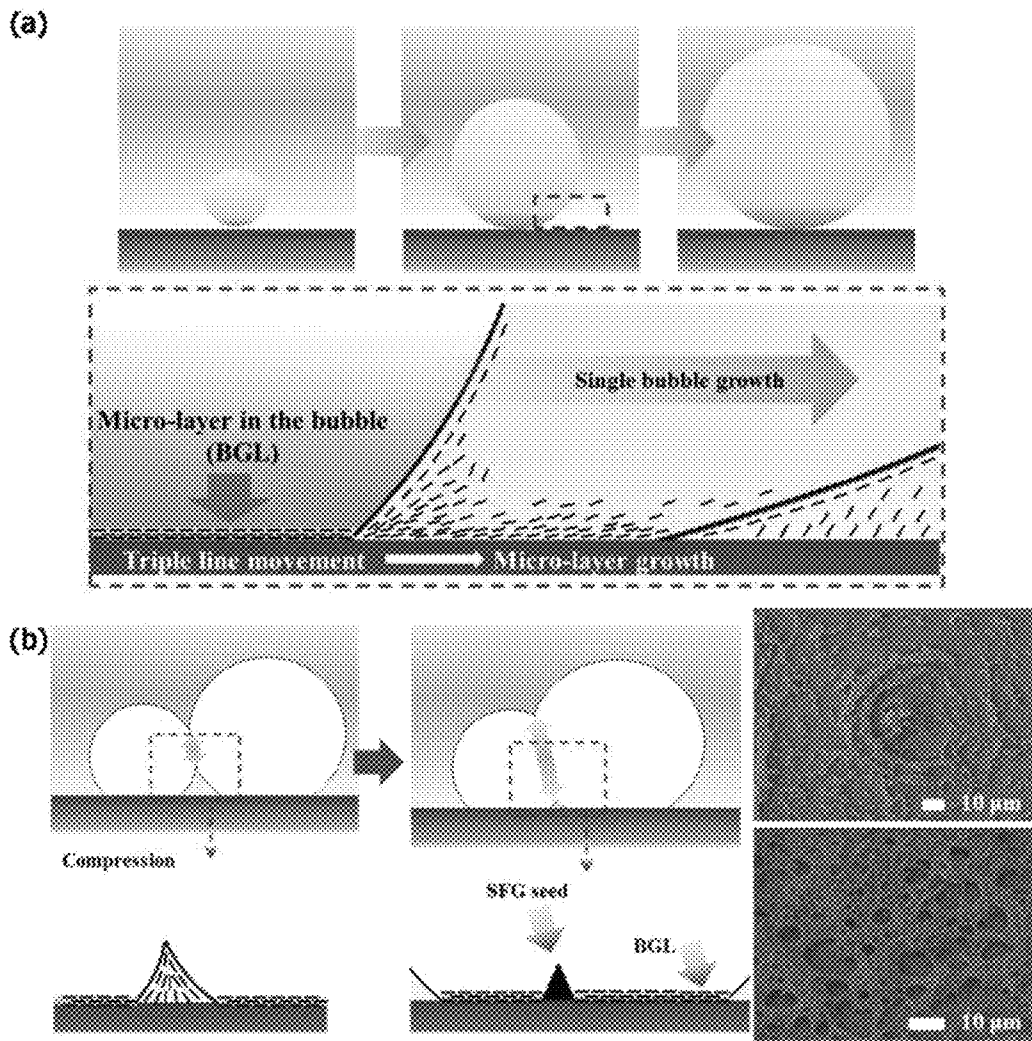 (a)
Single bubble growth
Micro-layer in the bubble
(BGL)
Triple line movement
Micro-layer growth
(b)
10 μm
Compression
SFG seed
BGL
10 μm